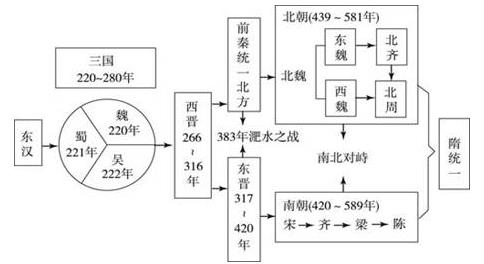 三国
220~280年
东汉
魏
220年
蜀
221年
吴
222年
西晋
266
~
316
年
前秦统一北方
383年淝水之战
东晋
317
~
420
年
北朝(439~581年)
北魏
东魏
北齐
西魏
北周
南北对峙
南朝(420~589年)
宋
齐
梁
陈
隋统一